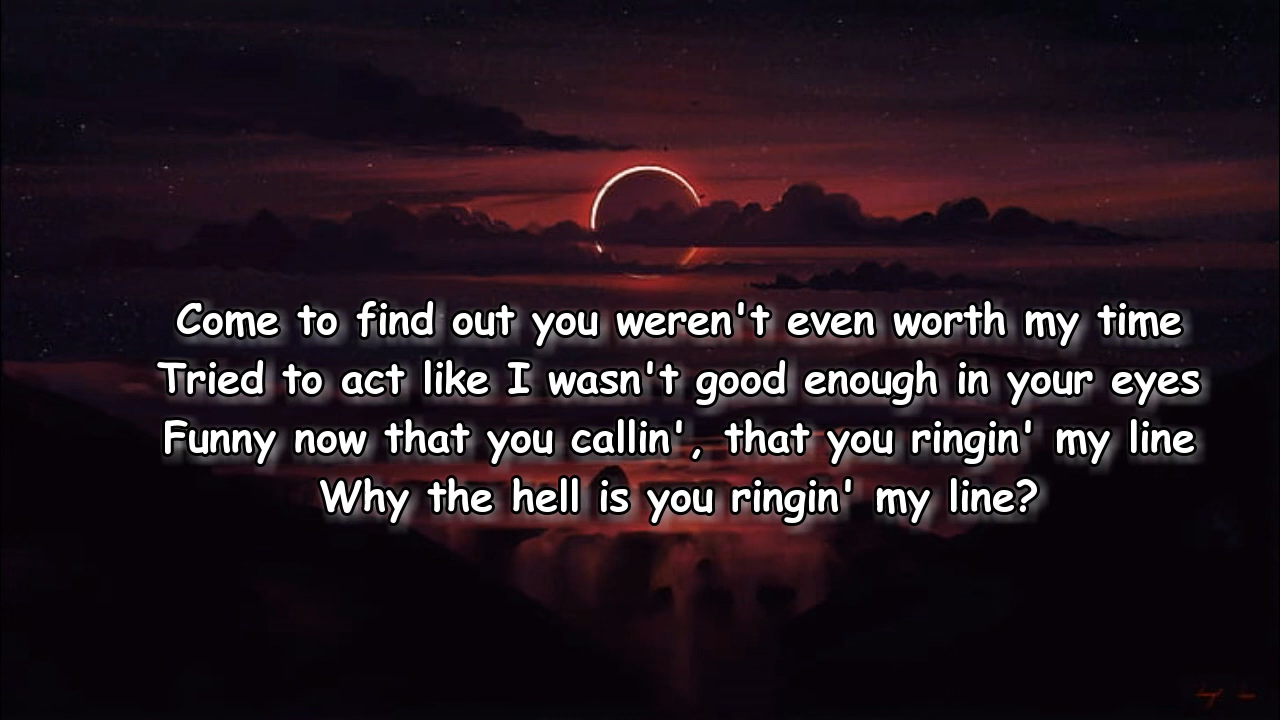 Come to find out you weren't even worth my time
Tried to act like I wasn't good enough in your eyes
Funny now that you callin', that you ringin' my line
Why the hell is you ringin' my line?